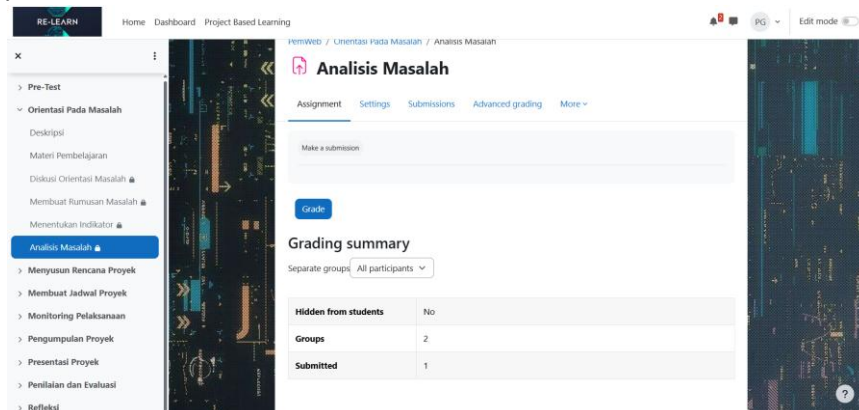 RE-LEARN
Home Dashboard Project Based Learning
2
PG
Edit mode
Pre-Test
Orientasi Pada Masalah
Deskripsi
Materi Pembelajaran
Diskusi Orientasi Masalah
Membuat Rumusan Masalah
Menentukan Indikator
Analisis Masalah
Menyusun Rencana Proyek
Membuat Jadwal Proyek
Monitoring Pelaksanaan
Pengumpulan Proyek
Presentasi Proyek
Penilaian dan Evaluasi
Refleksi
PemWeb / Orientasi Pada Masalah / Analisis Masalah
Analisis Masalah
Assignment Settings Submissions Advanced grading More
Make a submission
Grade
Grading summary
Separate groups All participants
Hidden from students No
Groups 2
Submitted 1
?